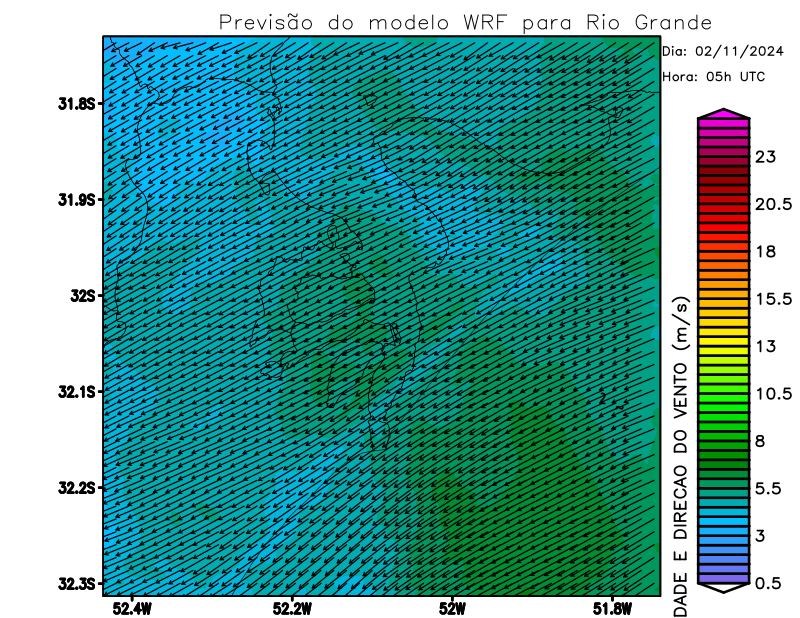 Previsão do modelo WRF para Rio Grande
Dia: 02/11/2024
Hora: 05h UTC
31.8S
31.9S
32S
32.1S
32.2S
32.3S
52.4W
52.2W
52W
51.8W
DADE E DIRECAO DO VENTO (m/s)
23
20.5
18
15.5
13
10.5
8
5.5
3
0.5